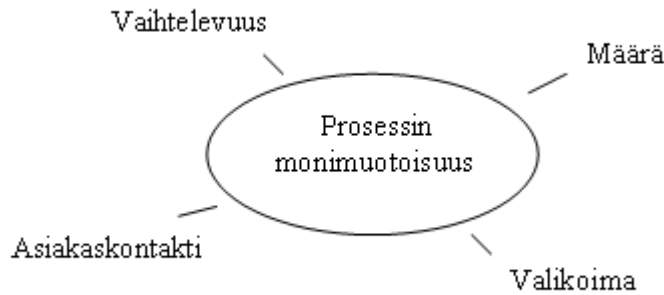 Vaihtelevuus
Määrä
Prosessin
monimuotoisuus
Asiakaskontakti
Valikoima